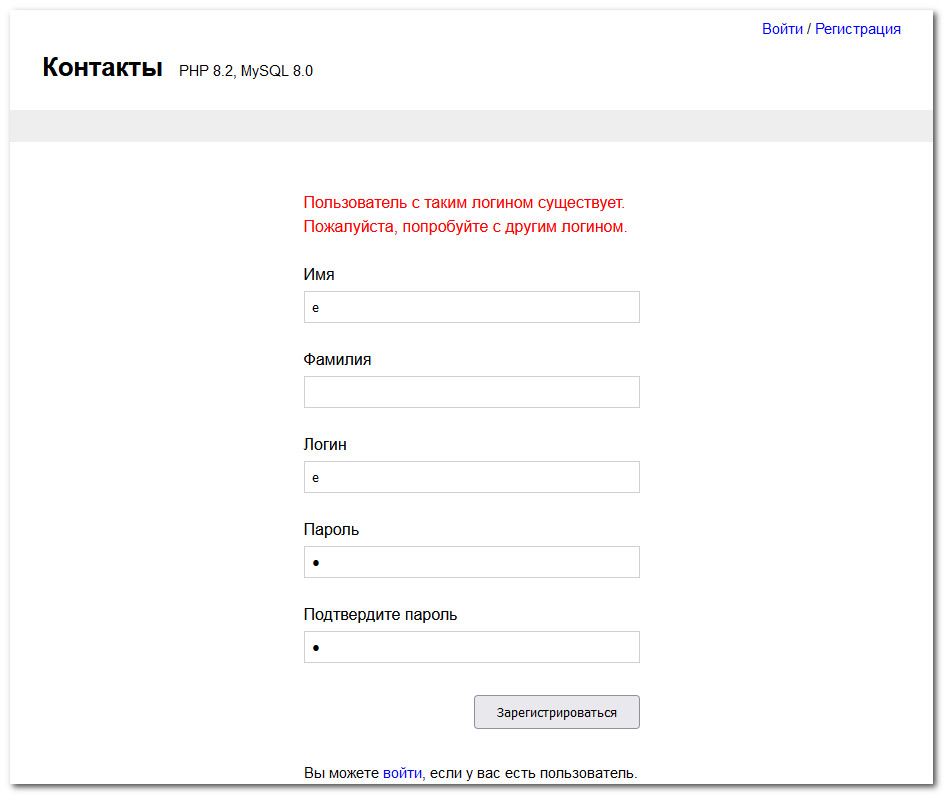 Войти / Регистрация
Контакты PHP 8.2, MySQL 8.0
Пользователь с таким логином существует.
Пожалуйста, попробуйте с другим логином.
Имя
e
Фамилия
Логин
e
Пароль
•
Подтвердите пароль
•
Зарегистрироваться
Вы можете войти, если у вас есть пользователь.